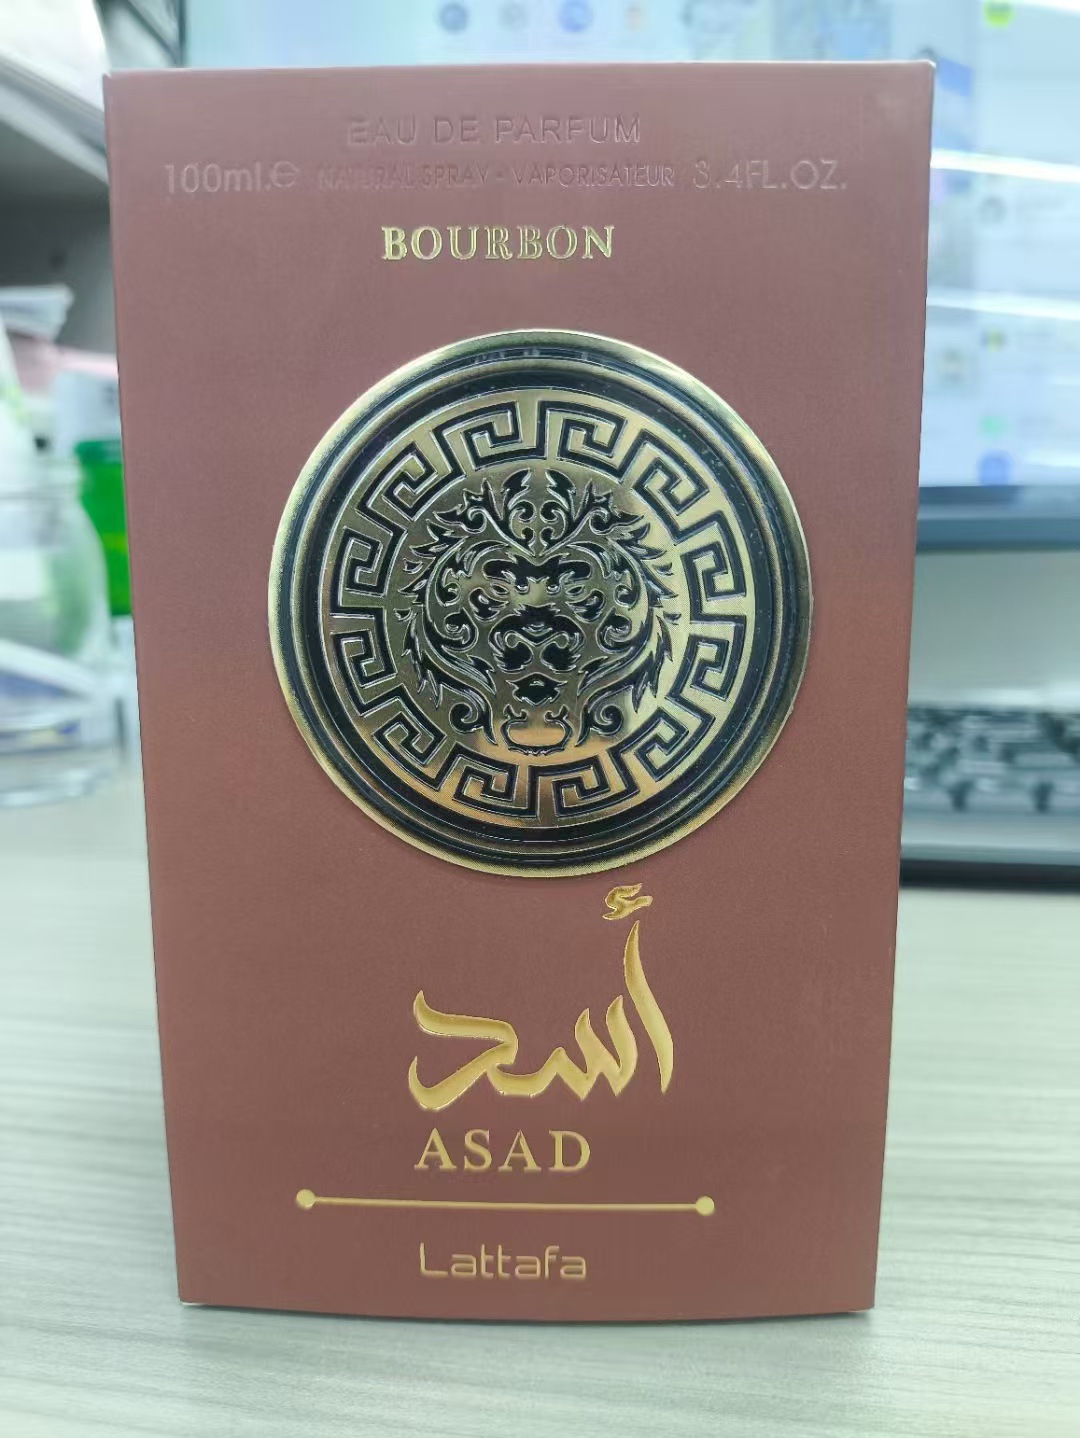 EAU DE PARFUM
100ml.℮ NATURAL SPRAY - VAPORISATEUR 3.4FL.OZ.
BOURBON
أسد
ASAD
Lattafa